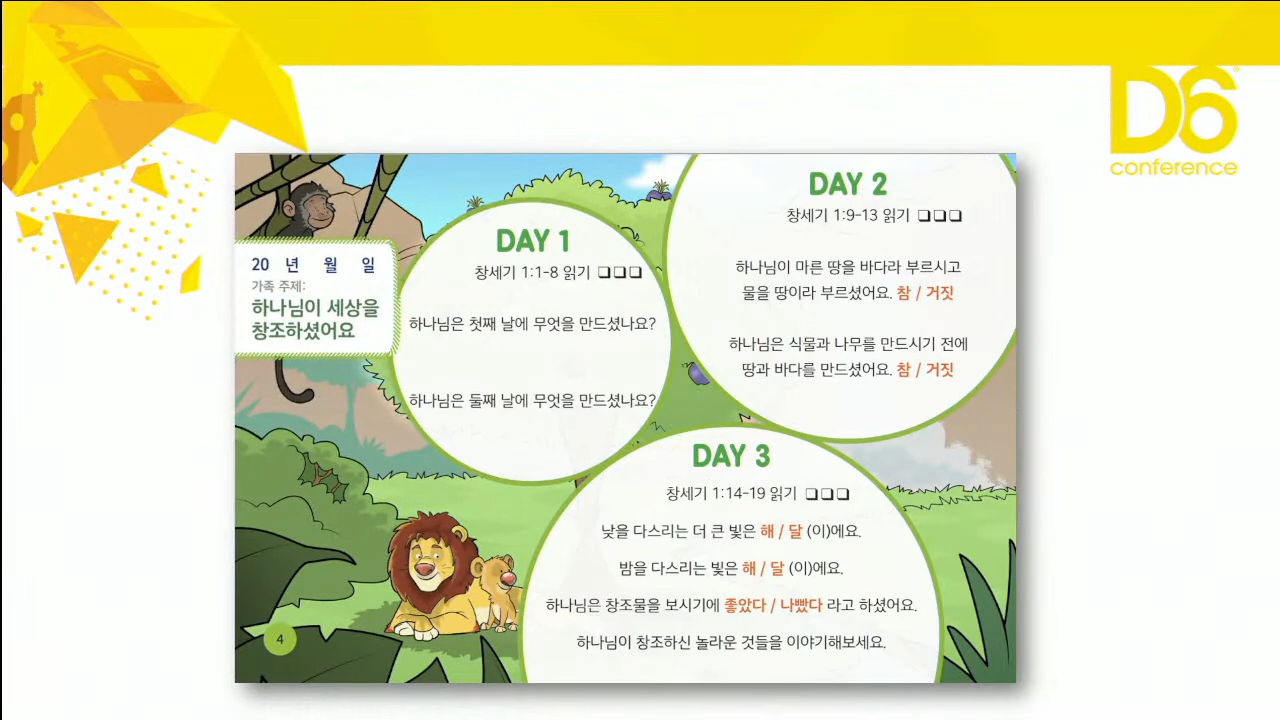 D6
conference
20 년 월 일
가족 주제:
하나님이 세상을
창조하셨어요
DAY 1
창세기 1:1-8 읽기 ❏❏❏
하나님은 첫째 날에 무엇을 만드셨나요?
하나님은 둘째 날에 무엇을 만드셨나요?
DAY 2
창세기 1:9-13 읽기 ❏❏❏
하나님이 마른 땅을 바다라 부르시고
물을 땅이라 부르셨어요. 참 / 거짓
하나님은 식물과 나무를 만드시기 전에
땅과 바다를 만드셨어요. 참 / 거짓
DAY 3
창세기 1:14-19 읽기 ❏❏❏
낮을 다스리는 더 큰 빛은 해 / 달 (이)에요.
밤을 다스리는 빛은 해 / 달 (이)에요.
하나님은 창조물을 보시기에 좋았다 / 나빴다 라고 하셨어요.
하나님이 창조하신 놀라운 것들을 이야기해보세요.
4